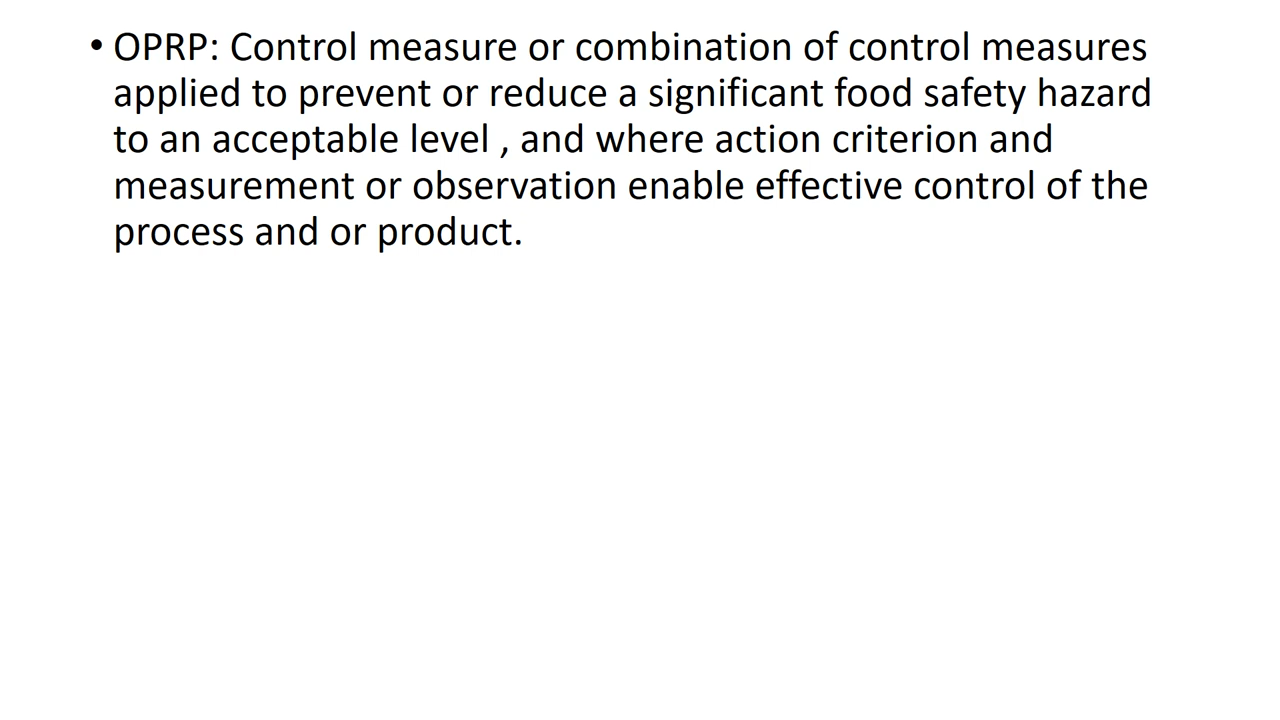 • OPRP: Control measure or combination of control measures
applied to prevent or reduce a significant food safety hazard
to an acceptable level , and where action criterion and
measurement or observation enable effective control of the
process and or product.